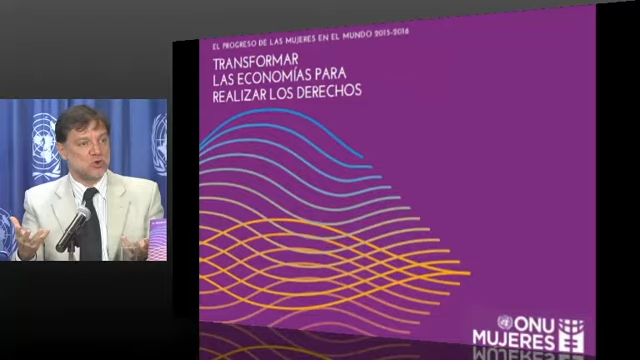 EL PROGRESO DE LAS MUJERES EN EL MUNDO 2015-2016
TRANSFORMAR
LAS ECONOMÍAS PARA
REALIZAR LOS DERECHOS
ONU
MUJERES